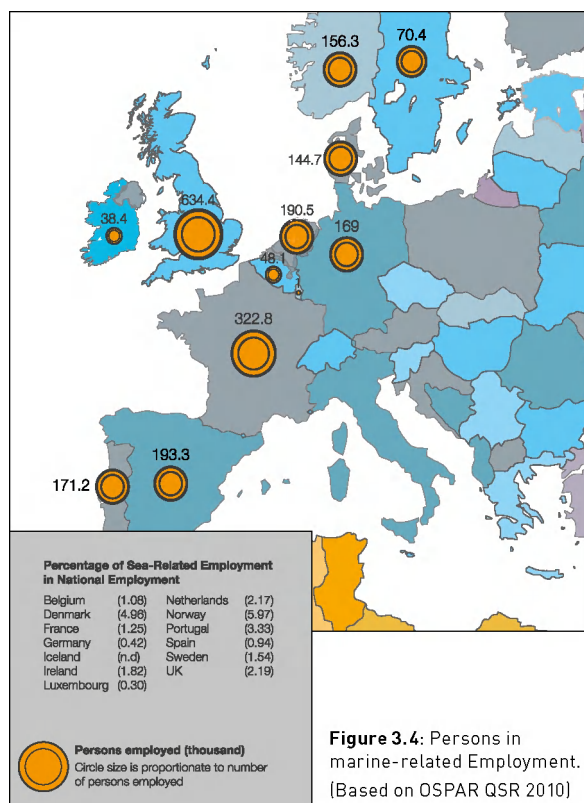 156.3
70.4
144.7
634.4
190.5
38.4
169
48.1
322.8
193.3
171.2
Percentage of Sea-Related Employment
in National Employment
Belgium (1.08) Netherlands (2.17)
Denmark (4.98) Norway (5.97)
France (1.25) Portugal (3.33)
Germany (0.42) Spain (0.94)
Iceland (n.d) Sweden (1.54)
Ireland (1.82) UK (2.19)
Luxembourg (0.30)
Persons employed (thousand)
Circle size is proportionate to number
of persons employed
Figure 3.4: Persons in
marine-related Employment.
(Based on OSPAR QSR 2010)